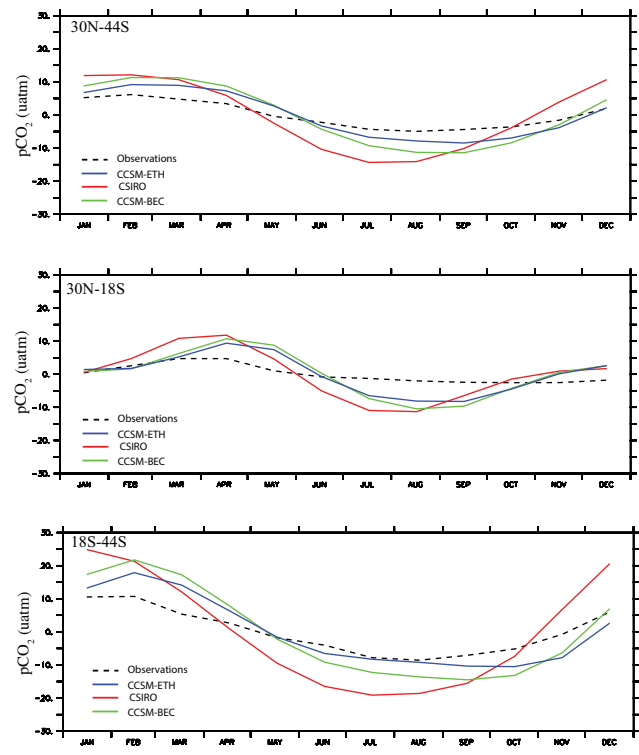 30N-44S
30.
20.
10.
0.
-10.
-20.
-30.
pCO2 (uatm)
Observations
CCSM-ETH
CSIRO
CCSM-BEC
JAN FEB MAR APR MAY JUN JUL AUG SEP OCT NOV DEC
30N-18S
30.
20.
10.
0.
-10.
-20.
-30.
pCO2 (uatm)
Observations
CCSM-ETH
CSIRO
CCSM-BEC
JAN FEB MAR APR MAY JUN JUL AUG SEP OCT NOV DEC
18S-44S
30.
20.
10.
0.
-10.
-20.
-30.
pCO2 (uatm)
Observations
CCSM-ETH
CSIRO
CCSM-BEC
JAN FEB MAR APR MAY JUN JUL AUG SEP OCT NOV DEC